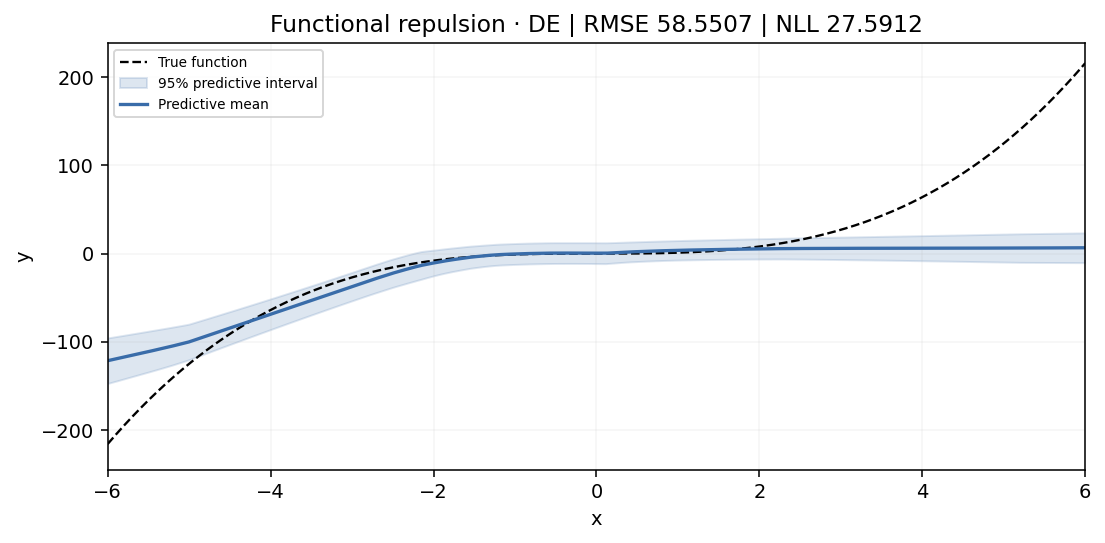 Functional repulsion · DE | RMSE 58.5507 | NLL 27.5912
True function
95% predictive interval
Predictive mean
200
100
0
−100
−200
y
−6 −4 −2 0 2 4 6
x